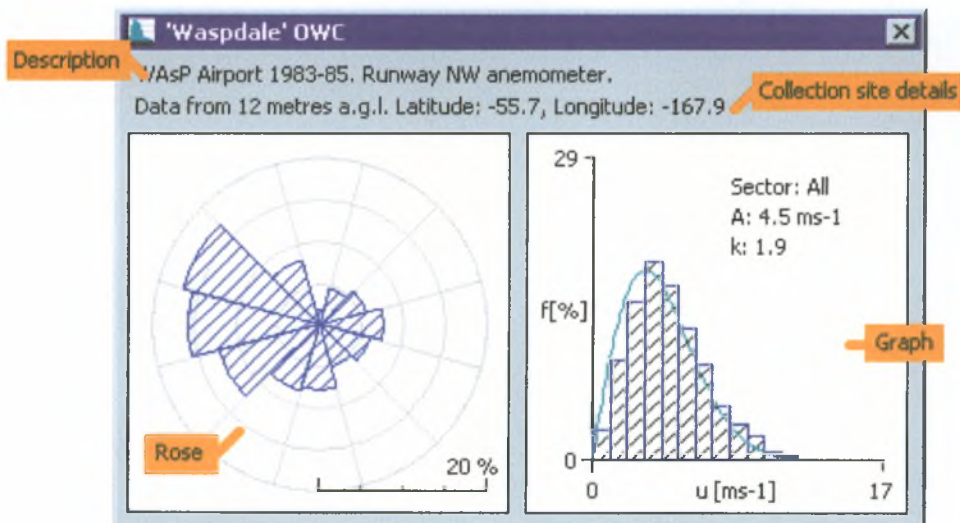 'Waspdale' OWC
Description
WAsP Airport 1983-85. Runway NW anemometer.
Data from 12 metres a.g.l. Latitude: -55.7, Longitude: -167.9
Collection site details
29
Sector: All
A: 4.5 ms-1
k: 1.9
f[%]
Graph
Rose
20 %
0
0
u [ms-1]
17